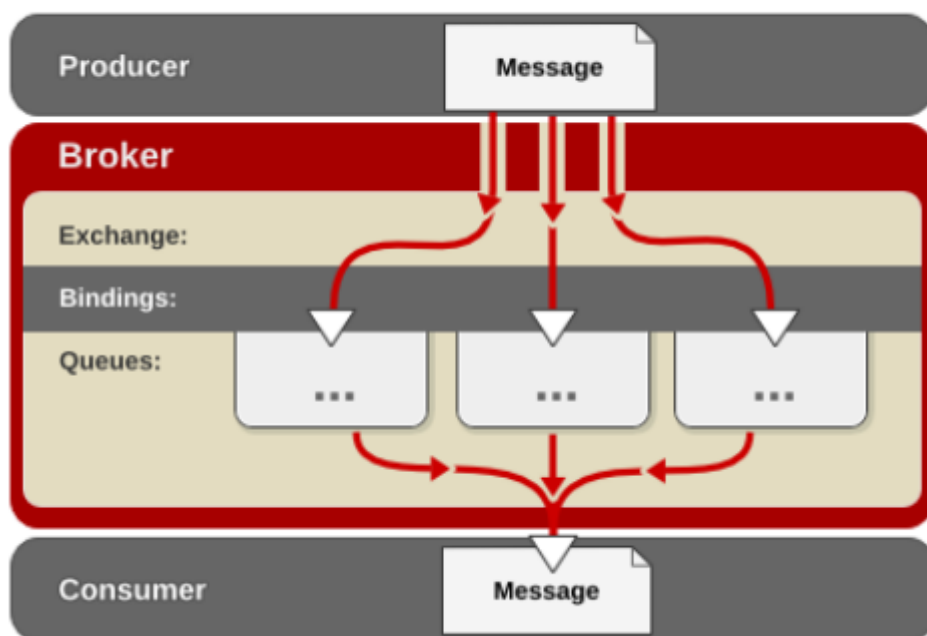 Producer
Message
Broker
Exchange:
Bindings:
Queues:
...
...
...
Consumer
Message